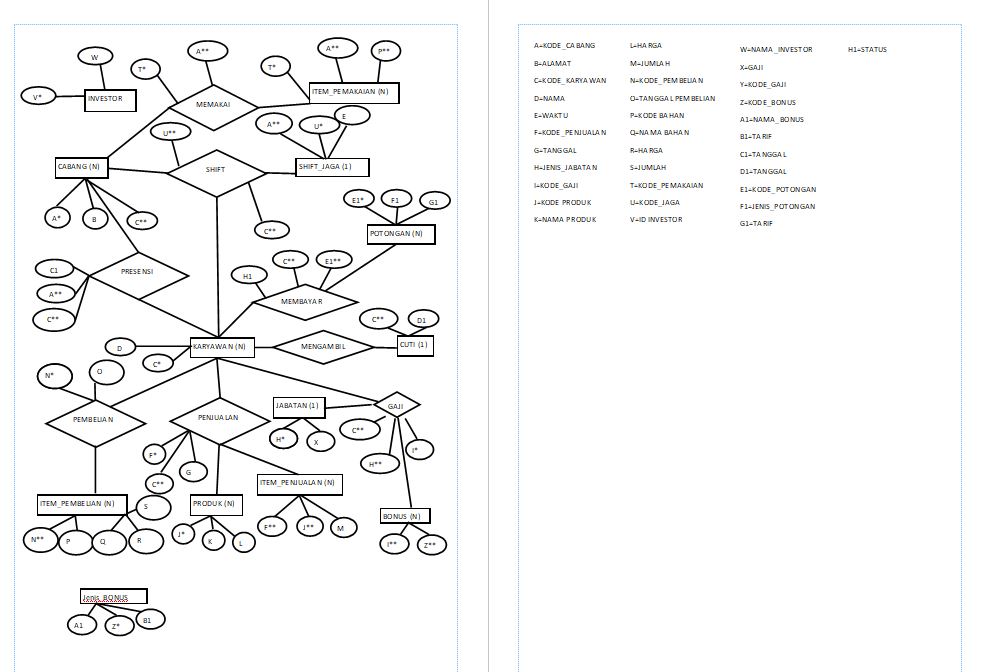 W
A**
A**
P**
T*
T*
V*
INVESTOR
ITEM_PEMAKAIAN (N)
MEMAKAI
E
U**
A**
U*
CABANG (N)
SHIFT
SHIFT_JAGA (1)
E1*
F1
G1
A*
B
C**
C**
POTONGAN (N)
C**
E1**
C1
PRESENSI
H1
A**
MEMBAYAR
C**
C**
D1
D
KARYAWAN (N)
MENGAMBIL
CUTI (1)
C*
N*
O
JABATAN (1)
GAJI
PEMBELIAN
PENJUALAN
C**
H*
X
I*
F*
H**
G
C**
ITEM_PENJUALAN (N)
ITEM_PEMBELIAN (N)
S
PRODUK (N)
BONUS (N)
F**
J**
M
N**
P
Q
R
J*
K
L
I**
Z**
Jenis_BONUS
A1
Z*
B1
A=KODE_CABANG
B=ALAMAT
C=KODE_KARYAWAN
D=NAMA
E=WAKTU
F=KODE_PENJUALAN
G=TANGGAL
H=JENIS_JABATAN
I=KODE_GAJI
J=KODE PRODUK
K=NAMA PRODUK
L=HARGA
M=JUMLAH
N=KODE_PEMBELIAN
O=TANGGAL PEMBELIAN
P=KODE BAHAN
Q=NAMA BAHAN
R=HARGA
S=JUMLAH
T=KODE_PEMAKAIAN
U=KODE_JAGA
V=ID INVESTOR
W=NAMA_INVESTOR
X=GAJI
Y=KODE_GAJI
Z=KODE_BONUS
A1=NAMA_BONUS
B1=TARIF
C1=TANGGAL
D1=TANGGAL
E1=KODE_POTONGAN
F1=JENIS_POTONGAN
G1=TARIF
H1=STATUS